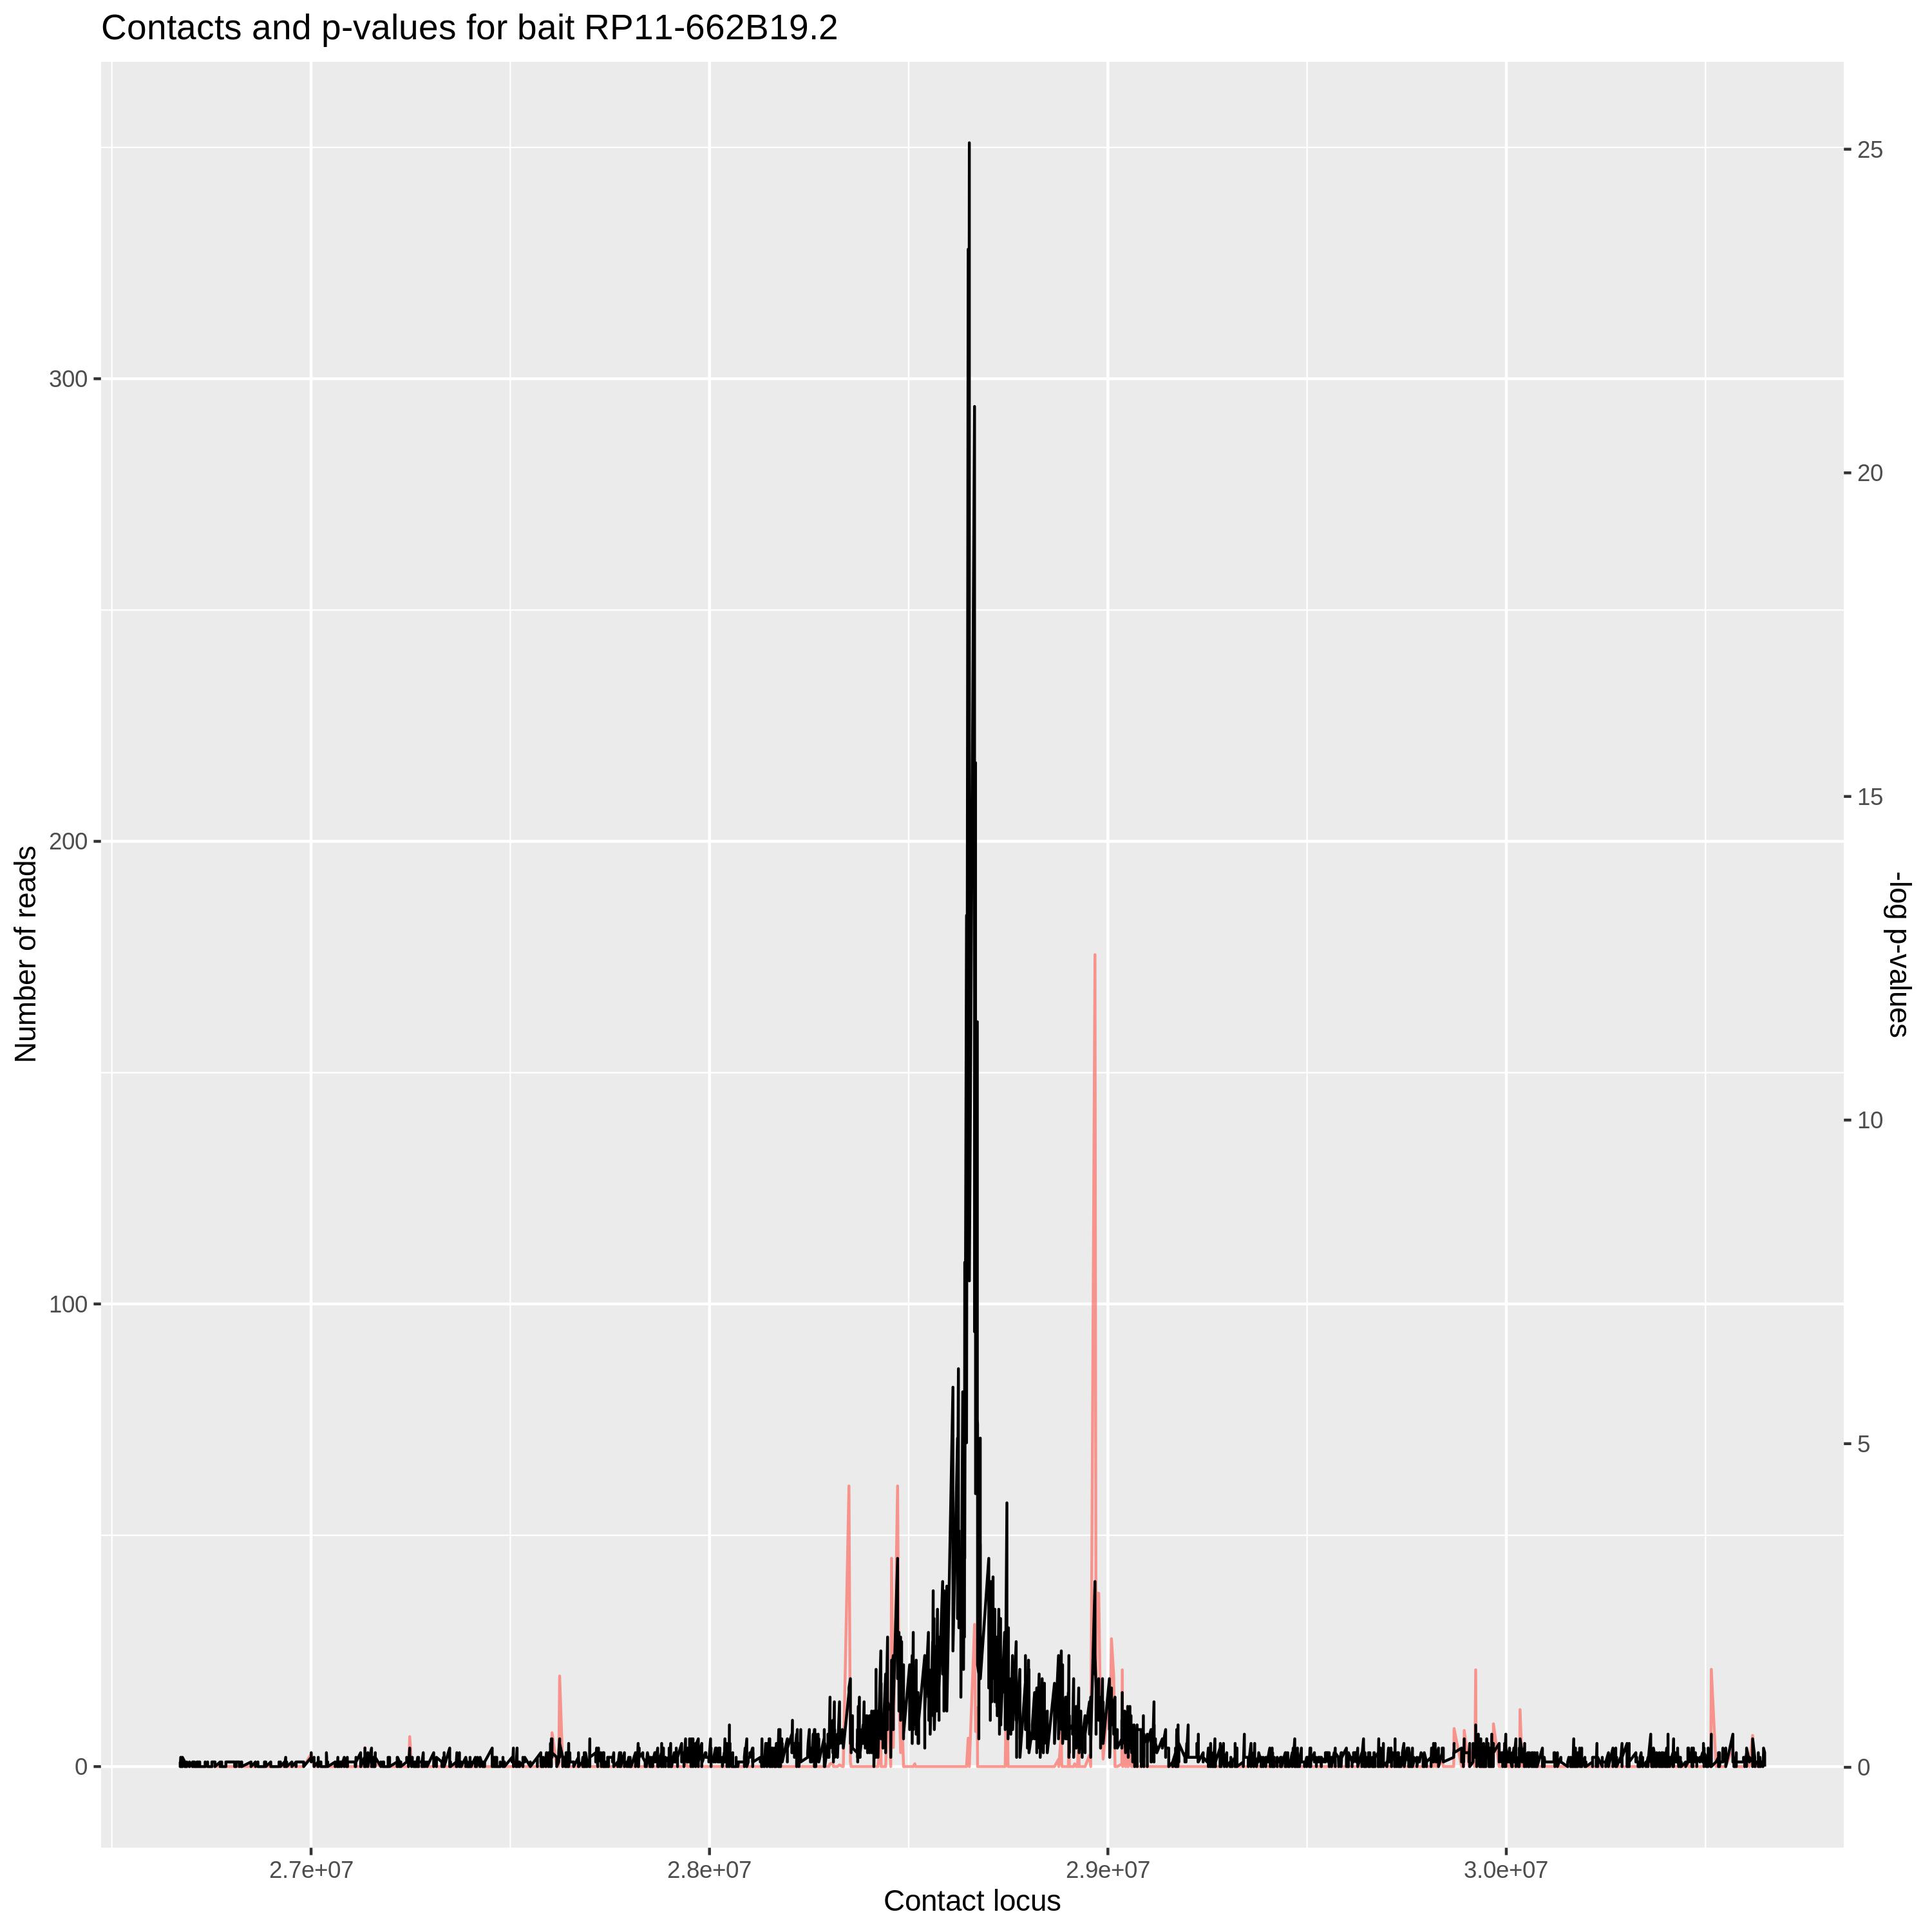 Contacts and p-values for bait RP11-662B19.2
Number of reads
300
200
100
0
25
20
15
10
5
0
-log p-values
2.7e+07
2.8e+07
2.9e+07
3.0e+07
Contact locus